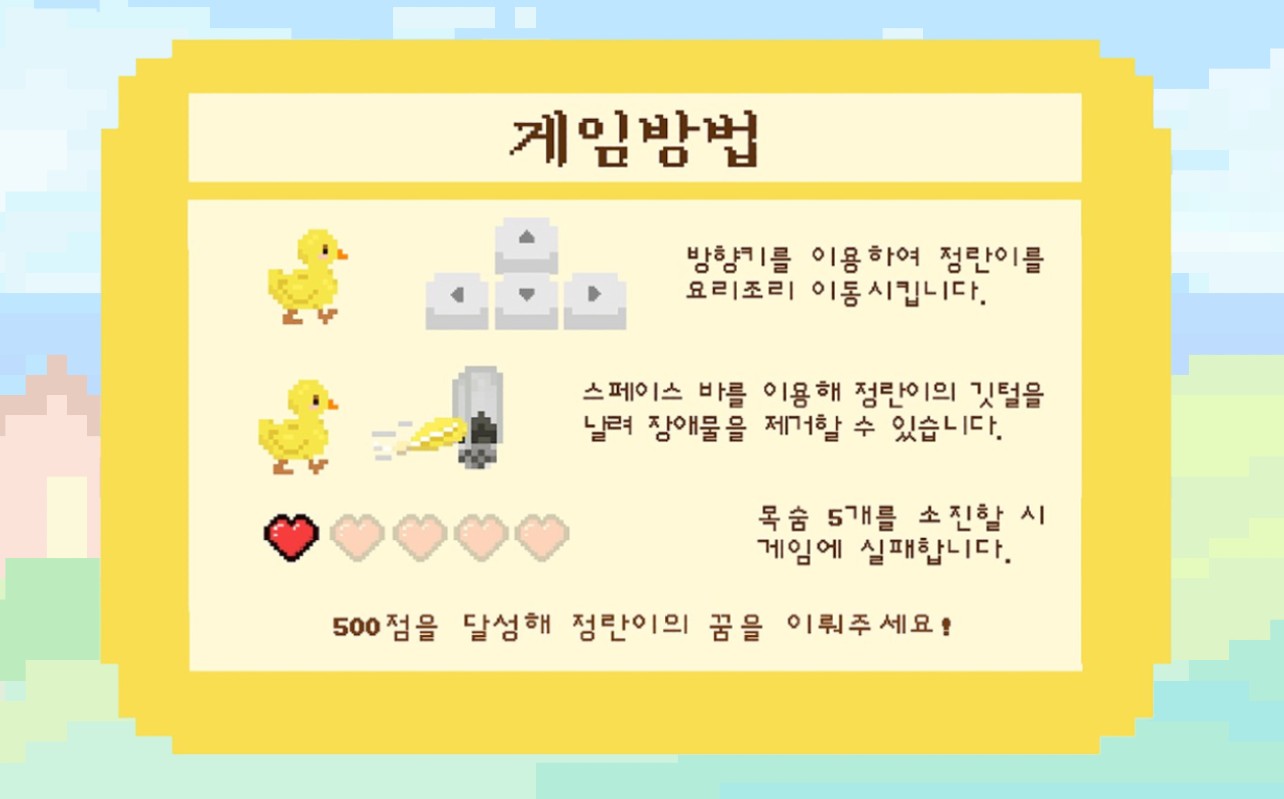 게임방법
방향키를 이용하여 정란이를
요리조리 이동시킵니다.
스페이스 바를 이용해 정란이의 깃털을
날려 장애물을 제거할 수 있습니다.
목숨 5개를 소진할 시
게임에 실패합니다.
500점을 달성해 정란이의 꿈을 이뤄주세요!